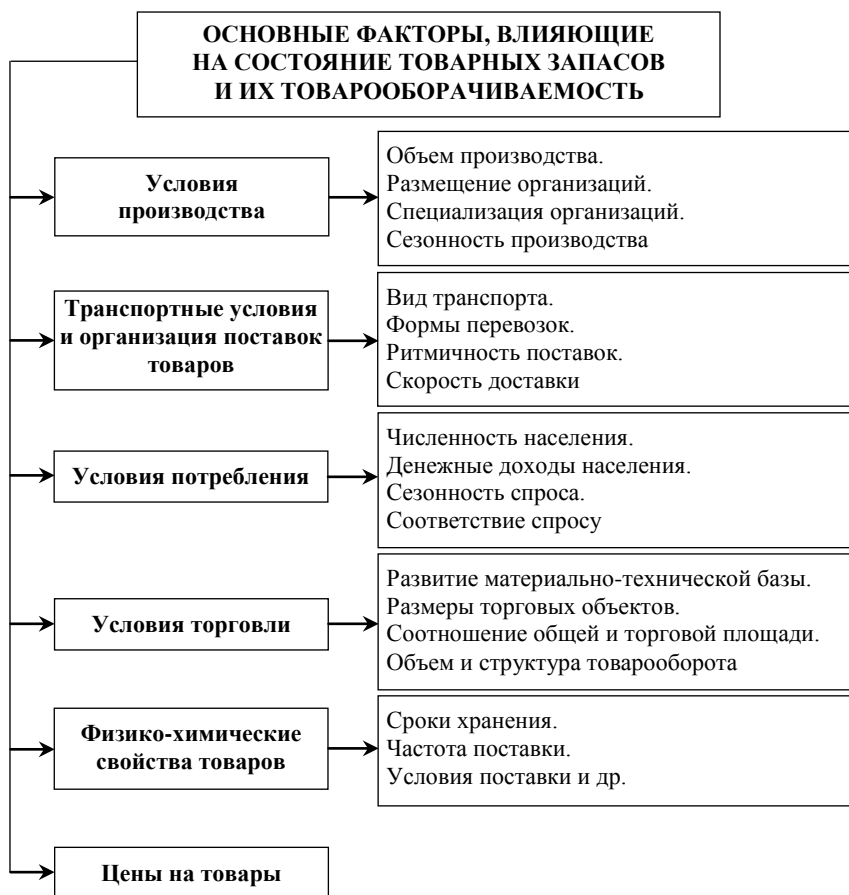 ОСНОВНЫЕ ФАКТОРЫ, ВЛИЯЮЩИЕ
НА СОСТОЯНИЕ ТОВАРНЫХ ЗАПАСОВ
И ИХ ТОВАРООБОРАЧИВАЕМОСТЬ
Условия
производства
Объем производства.
Размещение организаций.
Специализация организаций.
Сезонность производства
Транспортные условия
и организация поставок
товаров
Вид транспорта.
Формы перевозок.
Ритмичность поставок.
Скорость доставки
Условия потребления
Численность населения.
Денежные доходы населения.
Сезонность спроса.
Соответствие спросу
Условия торговли
Развитие материально-технической базы.
Размеры торговых объектов.
Соотношение общей и торговой площади.
Объем и структура товарооборота
Физико-химические
свойства товаров
Сроки хранения.
Частота поставки.
Условия поставки и др.
Цены на товары